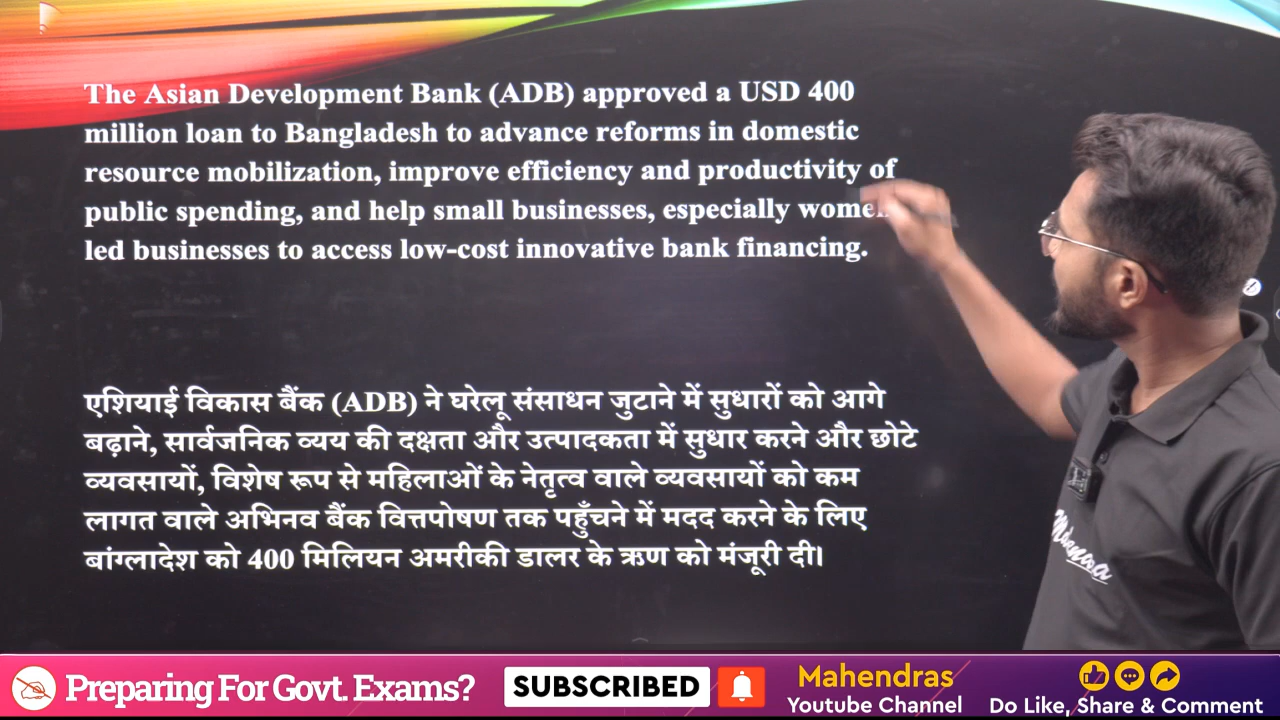 The Asian Development Bank (ADB) approved a USD 400
million loan to Bangladesh to advance reforms in domestic
resource mobilization, improve efficiency and productivity of
public spending, and help small businesses, especially
led businesses to access low-cost innovative bank financing.
एशियाई विकास बैंक (ADB) ने घरेलू संसाधन जुटाने में सुधारों को आगे
बढ़ाने, सार्वजनिक व्यय की दक्षता और उत्पादकता में सुधार करने और छोटे
व्यवसायों, विशेष रूप से महिलाओं के नेतृत्व वाले व्यवसायों को कम
लागत वाले अभिनव बैंक वित्तपोषण तक पहुँचने में मदद करने के लिए
बांग्लादेश को 400 मिलियन अमरीकी डालर के ऋण को मंजूरी दी।
Preparing For Govt. Exams?
SUBSCRIBED
Mahendras
Youtube Channel
Do Like, Share & Comment